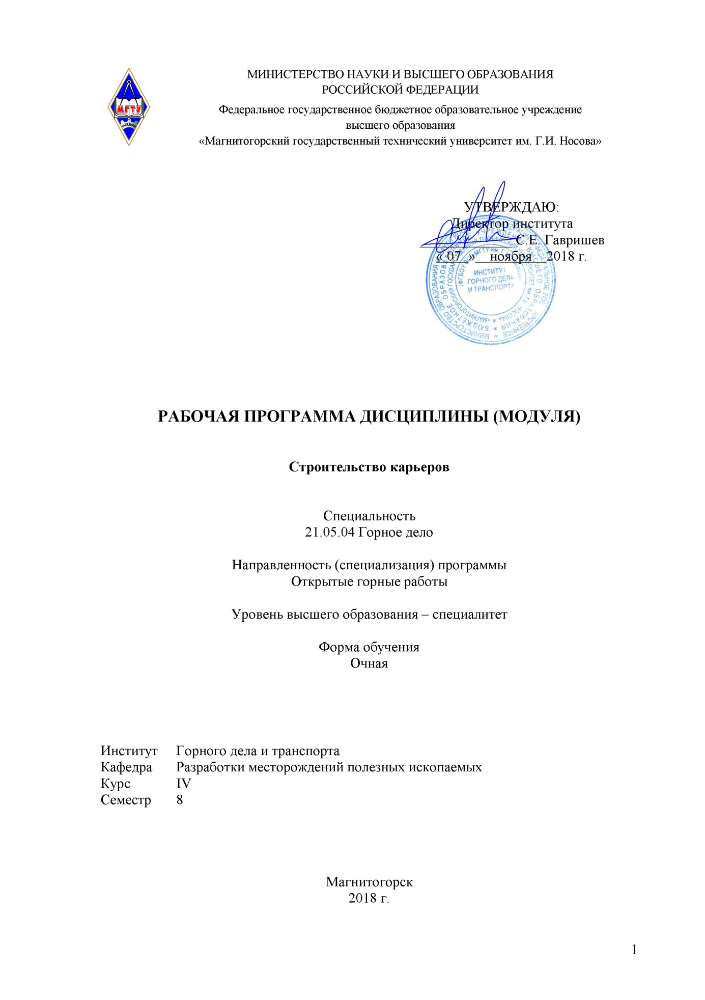 МИНИСТЕРСТВО НАУКИ И ВЫСШЕГО ОБРАЗОВАНИЯ
РОССИЙСКОЙ ФЕДЕРАЦИИ
Федеральное государственное бюджетное образовательное учреждение
высшего образования
«Магнитогорский государственный технический университет им. Г.И. Носова»
МГТУ
УТВЕРЖДАЮ:
Директор института
С.Е. Гавришев
« 07 » ноября 2018 г.
ИНСТИТУТ
ГОРНОГО ДЕЛА
И ТРАНСПОРТА
РАБОЧАЯ ПРОГРАММА ДИСЦИПЛИНЫ (МОДУЛЯ)
Строительство карьеров
Специальность
21.05.04 Горное дело
Направленность (специализация) программы
Открытые горные работы
Уровень высшего образования – специалитет
Форма обучения
Очная
Институт Горного дела и транспорта
Кафедра Разработки месторождений полезных ископаемых
Курс IV
Семестр 8
Магнитогорск
2018 г.
1